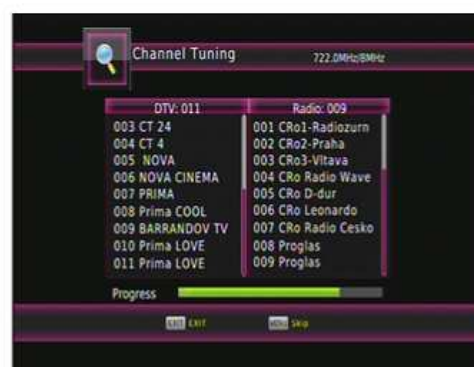 Channel Tuning
722.0MHz/8MHz
DTV: 011
Radio: 009
003 CT 24
004 CT 4
005 NOVA
006 NOVA CINEMA
007 PRIMA
008 Prima COOL
009 BARRANDOV TV
010 Prima LOVE
011 Prima LOVE
001 CRo1-Radiozurn
002 CRo2-Praha
003 CRo3-Vltava
004 CRo Radio Wave
005 CRo D-dur
006 CRo Leonardo
007 CRo Radio Cesko
008 Proglas
009 Proglas
Progress
EXIT EXIT
MENU Skip